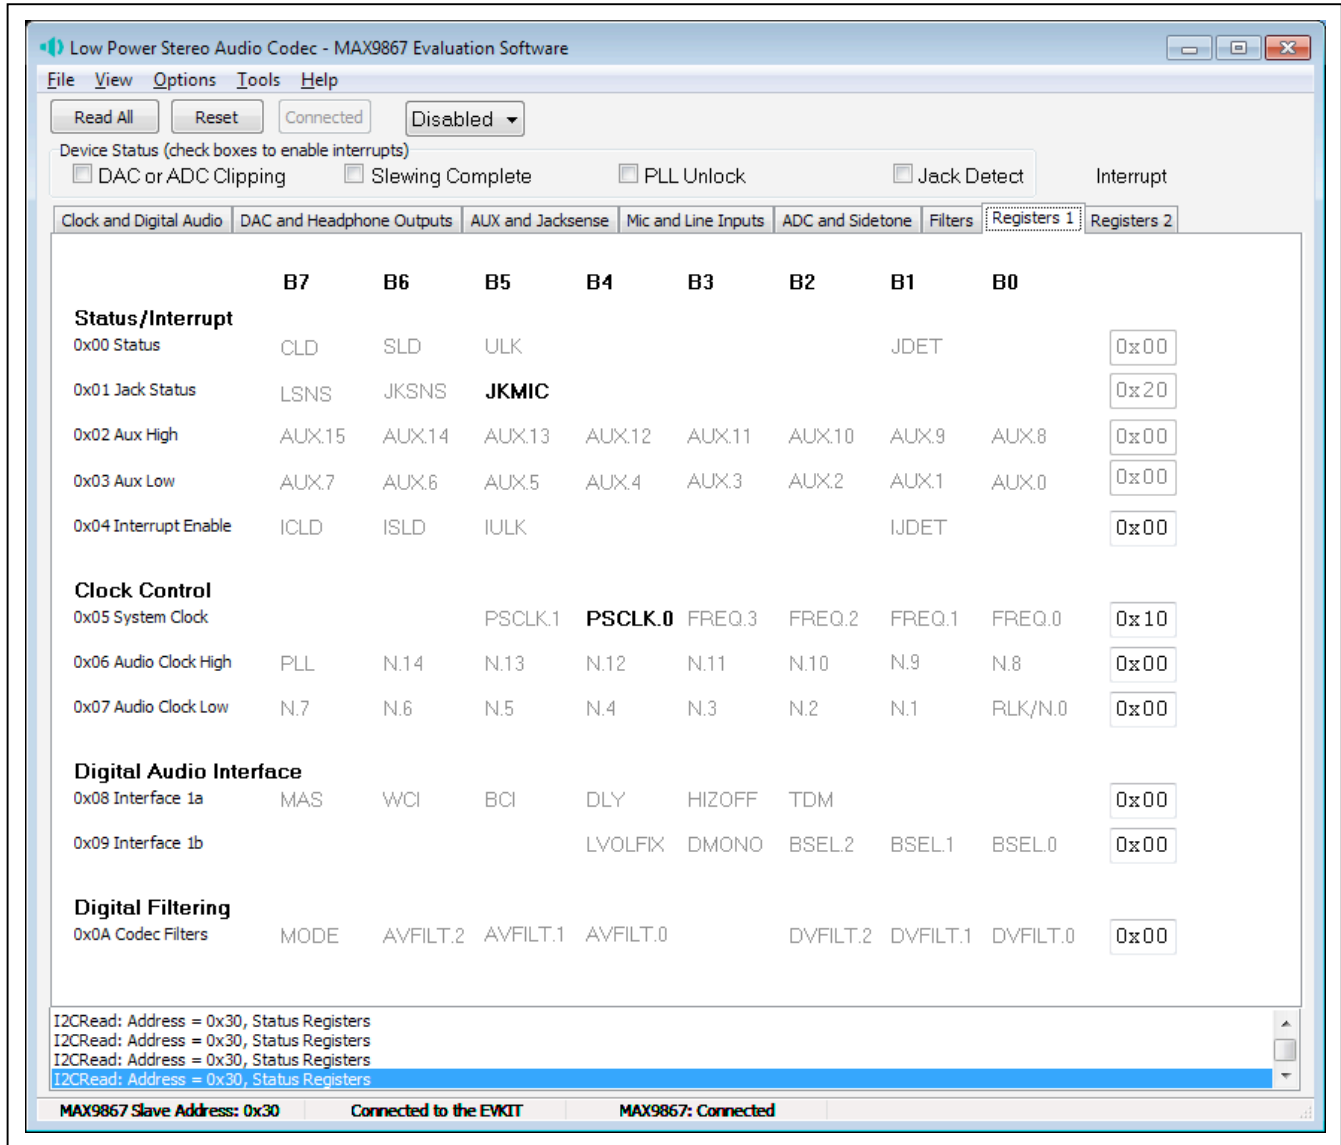 Low Power Stereo Audio Codec - MAX9867 Evaluation Software
File View Options Tools Help
Read All Reset Connected Disabled
Device Status (check boxes to enable interrupts)
DAC or ADC Clipping Slewing Complete PLL Unlock Jack Detect Interrupt
Clock and Digital Audio DAC and Headphone Outputs AUX and Jacksense Mic and Line Inputs ADC and Sidetone Filters Registers 1 Registers 2
B7 B6 B5 B4 B3 B2 B1 B0
Status/Interrupt
0x00 Status CLD SLD ULK JDET 0x00
0x01 Jack Status LSNS JKSNS JKMIC 0x20
0x02 Aux High AUX.15 AUX.14 AUX.13 AUX.12 AUX.11 AUX.10 AUX.9 AUX.8 0x00
0x03 Aux Low AUX.7 AUX.6 AUX.5 AUX.4 AUX.3 AUX.2 AUX.1 AUX.0 0x00
0x04 Interrupt Enable ICLD ISLD IULK IJDET 0x00
Clock Control
0x05 System Clock PSCLK.1 PSCLK.0 FREQ.3 FREQ.2 FREQ.1 FREQ.0 0x10
0x06 Audio Clock High PLL N.14 N.13 N.12 N.11 N.10 N.9 N.8 0x00
0x07 Audio Clock Low N.7 N.6 N.5 N.4 N.3 N.2 N.1 RLK/N.0 0x00
Digital Audio Interface
0x08 Interface 1a MAS WCI BCI DLY HIZOFF TDM 0x00
0x09 Interface 1b LVOLFIX DMONO BSEL.2 BSEL.1 BSEL.0 0x00
Digital Filtering
0x0A Codec Filters MODE AVFILT.2 AVFILT.1 AVFILT.0 DVFILT.2 DVFILT.1 DVFILT.0 0x00
I2CRead: Address = 0x30, Status Registers
I2CRead: Address = 0x30, Status Registers
I2CRead: Address = 0x30, Status Registers
I2CRead: Address = 0x30, Status Registers
MAX9867 Slave Address: 0x30 Connected to the EVKIT MAX9867: Connected